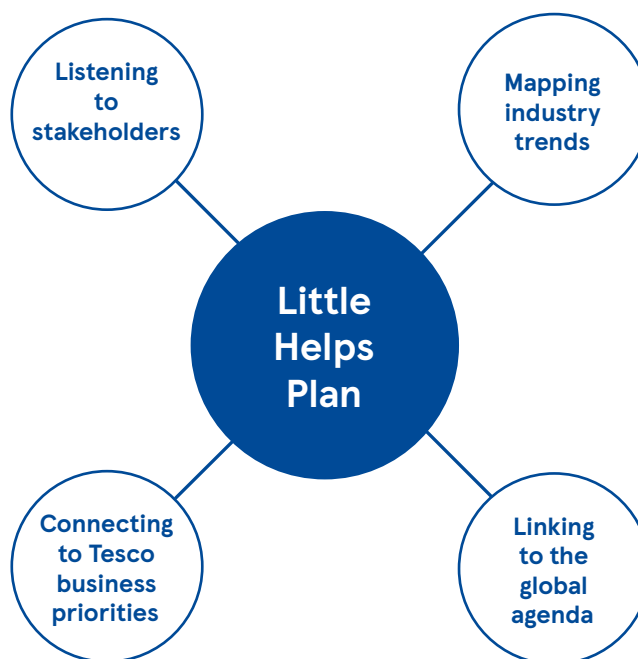 Listening
to
stakeholders
Mapping
industry
trends
Little
Helps
Plan
Connecting
to Tesco
business
priorities
Linking
to the
global
agenda